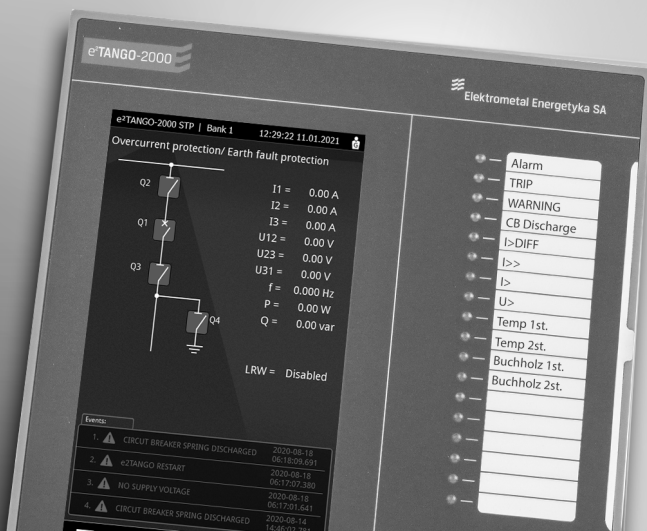 e²TANGO-2000
Elektrometal Energetyka SA
e²TANGO-2000 STP | Bank 1 12:29:22 11.01.2021
Overcurrent protection/ Earth fault protection
Q2
Q1
Q3
Q4
I1 = 0.00 A
I2 = 0.00 A
I3 = 0.00 A
U12 = 0.00 V
U23 = 0.00 V
U31 = 0.00 V
f = 0.000 Hz
P = 0.00 W
Q = 0.00 var
LRW = Disabled
Events:
1. CIRCUT BREAKER SPRING DISCHARGED 2020-08-18
06:18:09.691
2. e2TANGO RESTART 2020-08-18
06:17:07.380
3. NO SUPPLY VOLTAGE 2020-08-18
06:17:01.641
4. CIRCUT BREAKER SPRING DISCHARGED 2020-08-14
Alarm
TRIP
WARNING
CB Discharge
I>DIFF
I>>
I>
U>
Temp 1st.
Temp 2st.
Buchholz 1st.
Buchholz 2st.